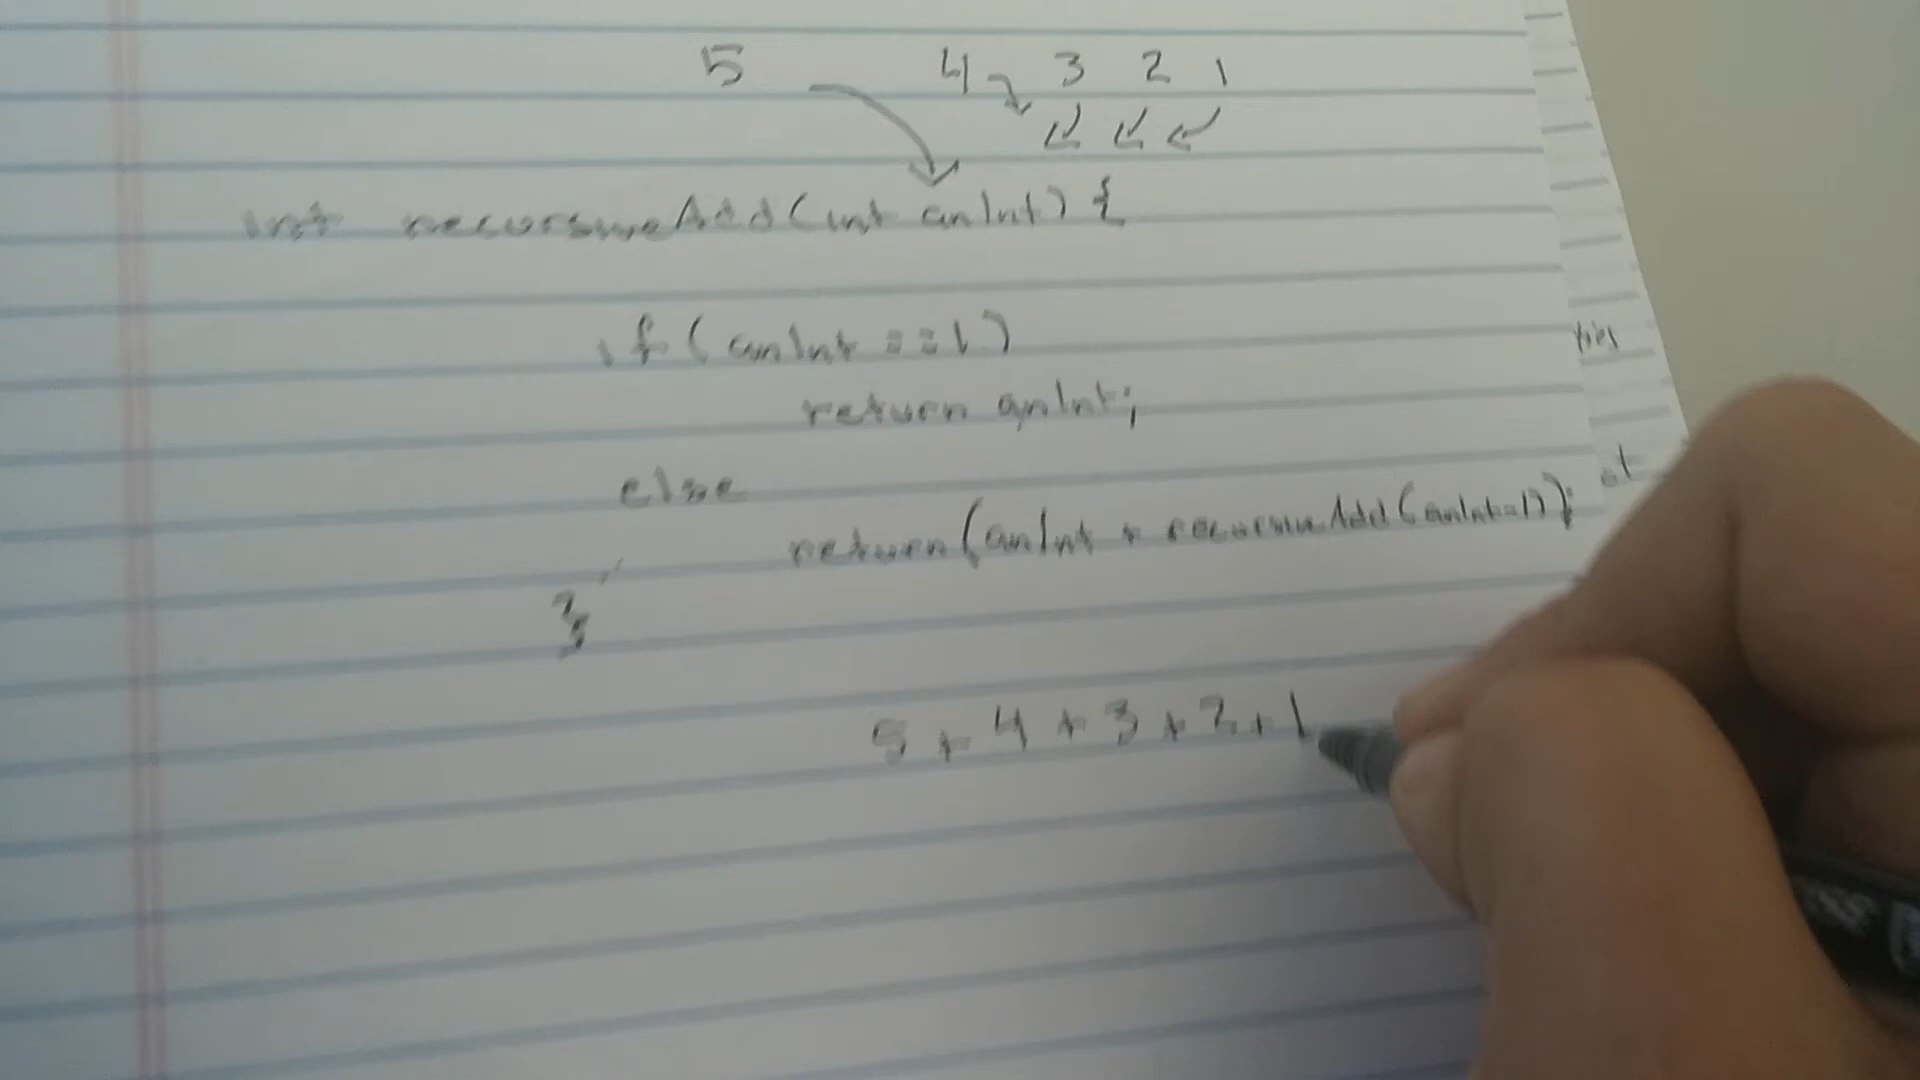 5 4 3 2 1
int recursiveAdd(int anInt) {
if (anInt == 1)
return anInt;
else
return(anInt + recursiveAdd(anInt-1));
}
5 + 4 + 3 + 2 + 1